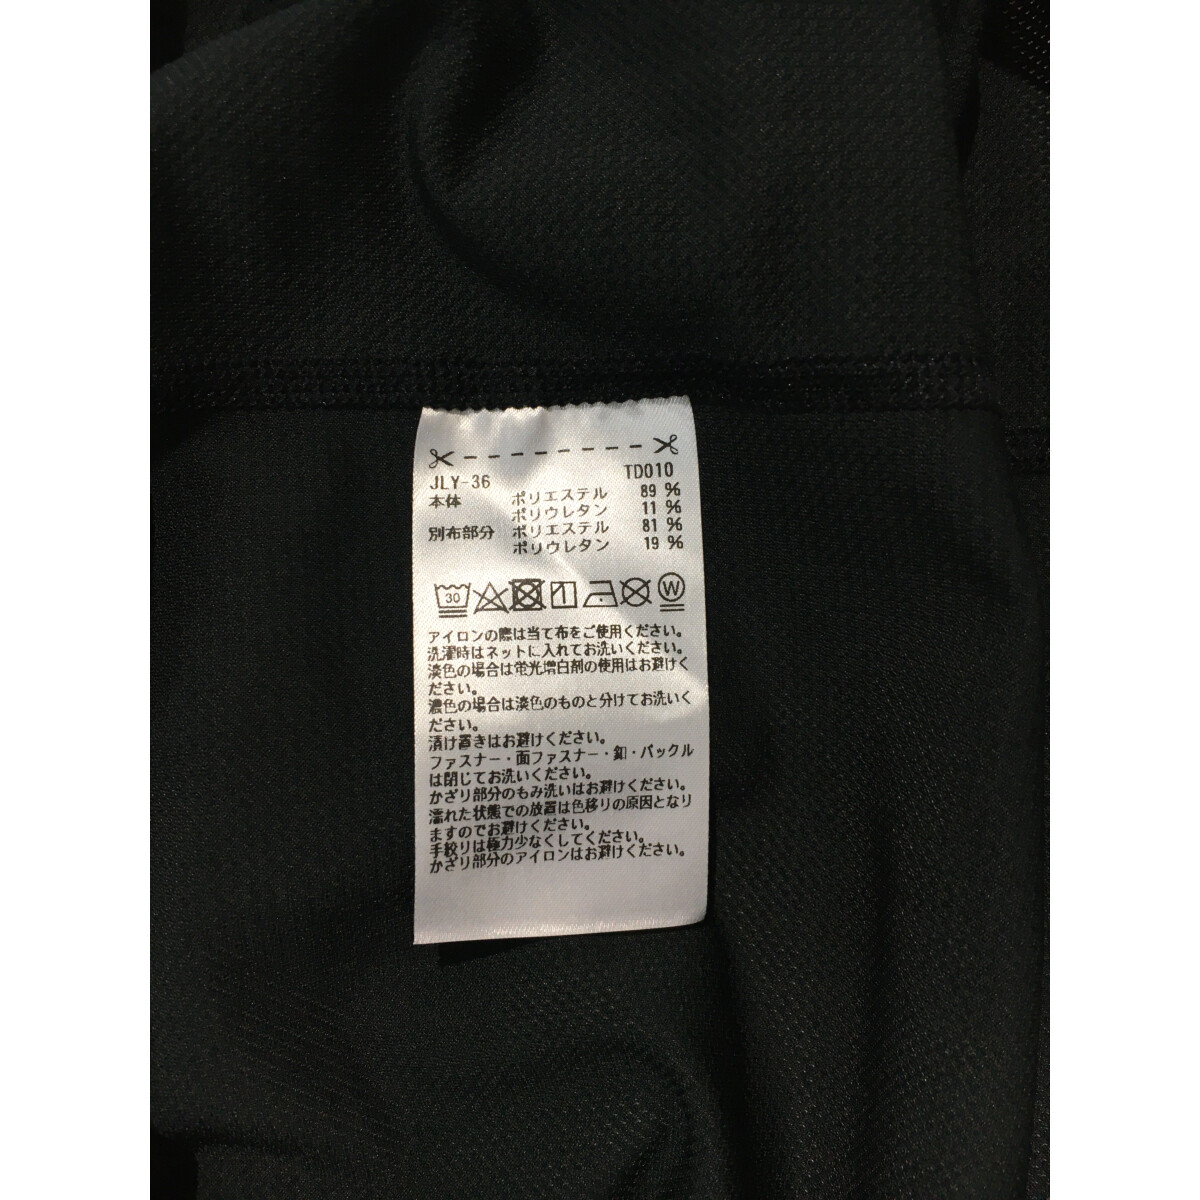 JLY-36 TD010
本体 ポリエステル 89 %
ポリウレタン 11 %
別布部分 ポリエステル 81 %
ポリウレタン 19 %
30 W
アイロンの際は当て布をご使用ください。
洗濯時はネットに入れてお洗いください。
淡色の場合は蛍光増白剤の使用はお避けく
ださい。
濃色の場合は淡色のものと分けてお洗いく
ださい。
漬け置きはお避けください。
ファスナー・面ファスナー・釦・バックル
は閉じてお洗いください。
かざり部分のもみ洗いはお避けください。
濡れた状態での放置は色移りの原因となり
ますのでお避けください。
手絞りは極力少なくしてください。
かざり部分のアイロンはお避けください。